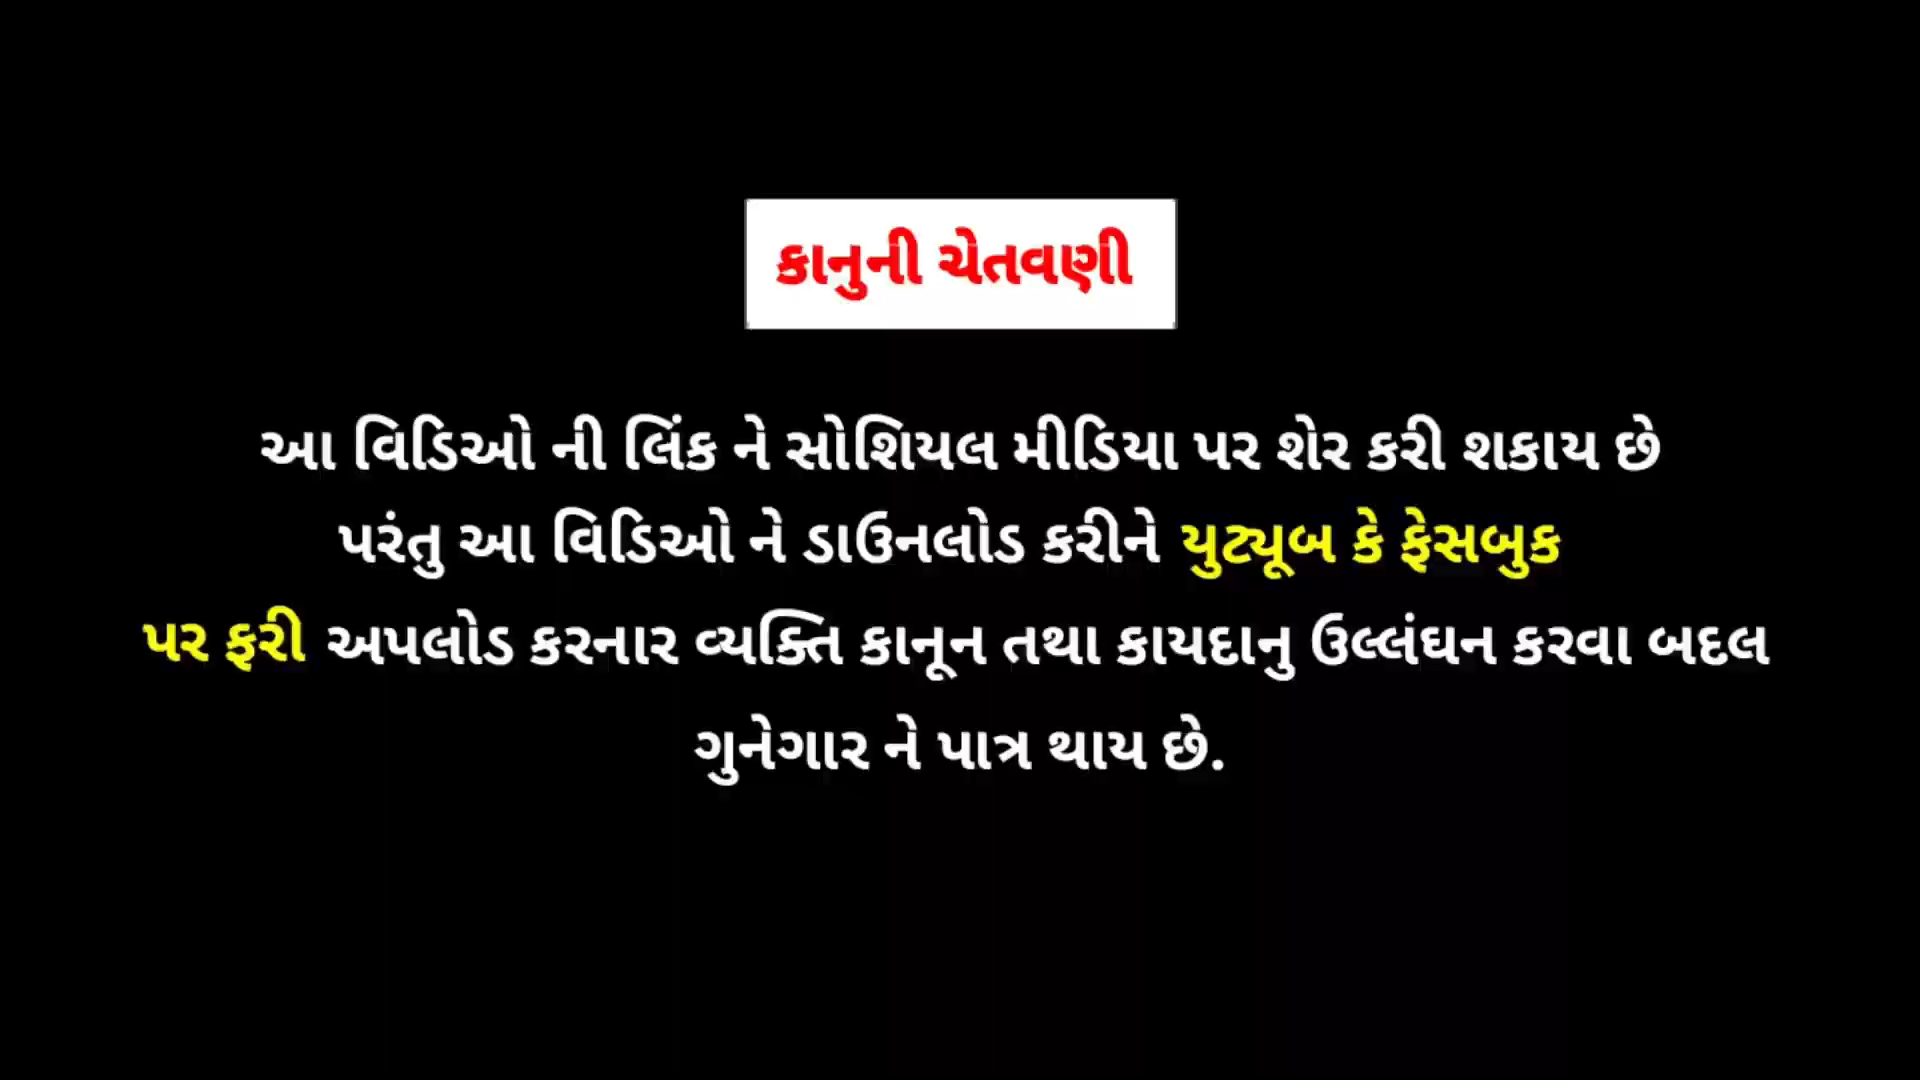 કાનુની ચેતવણી
આ વિડિઓ ની લિંક ને સોશિયલ મીડિયા પર શેર કરી શકાય છે
પરંતુ આ વિડિઓ ને ડાઉનલોડ કરીને યુટ્યૂબ કે ફેસબુક
પર ફરી અપલોડ કરનાર વ્યક્તિ કાનૂન તથા કાયદાનુ ઉલ્લંઘન કરવા બદલ
ગુનેગાર ને પાત્ર થાય છે.